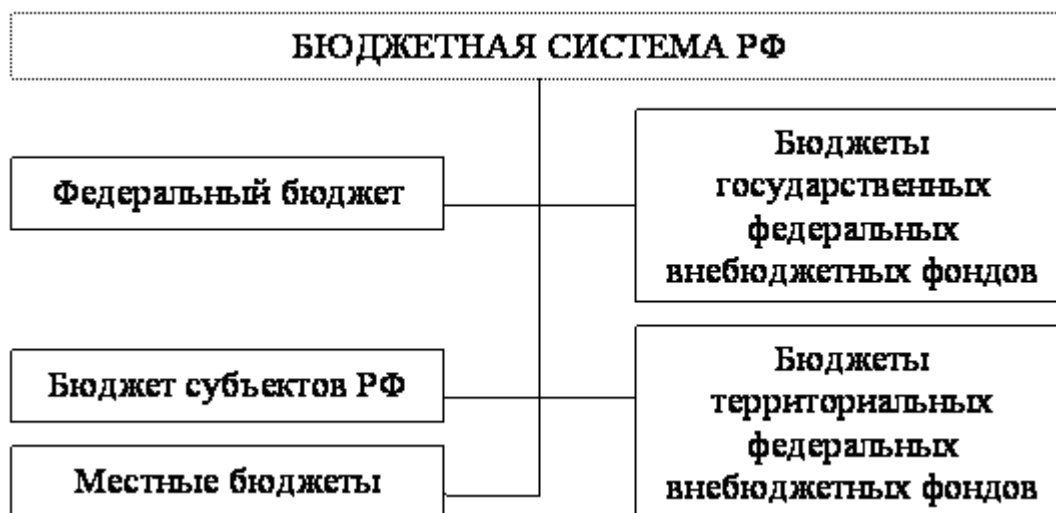 БЮДЖЕТНАЯ СИСТЕМА РФ
Федеральный бюджет
Бюджеты
государственных
федеральных
внебюджетных фондов
Бюджет субъектов РФ
Бюджеты
территориальных
федеральных
внебюджетных фондов
Местные бюджеты